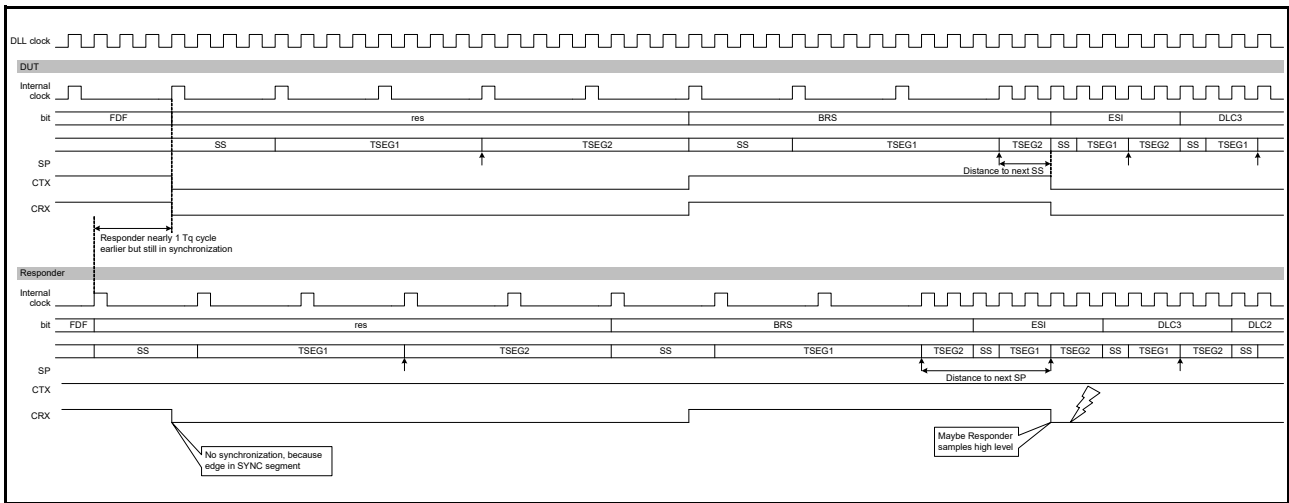 DLL clock
DUT
Internal
clock
bit FDF res BRS ESI DLC3
SS TSEG1 TSEG2 SS TSEG1 TSEG2 SS TSEG1 TSEG2 SS TSEG1
SP
Distance to next SS
CTX
CRX
Responder nearly 1 Tq cycle
earlier but still in synchronization
Responder
Internal
clock
bit FDF res BRS ESI DLC3 DLC2
SS TSEG1 TSEG2 SS TSEG1 TSEG2 SS TSEG1 TSEG2 SS TSEG1 TSEG2 SS
SP
Distance to next SP
CTX
CRX
Maybe Responder
samples high level
No synchronization, because
edge in SYNC segment